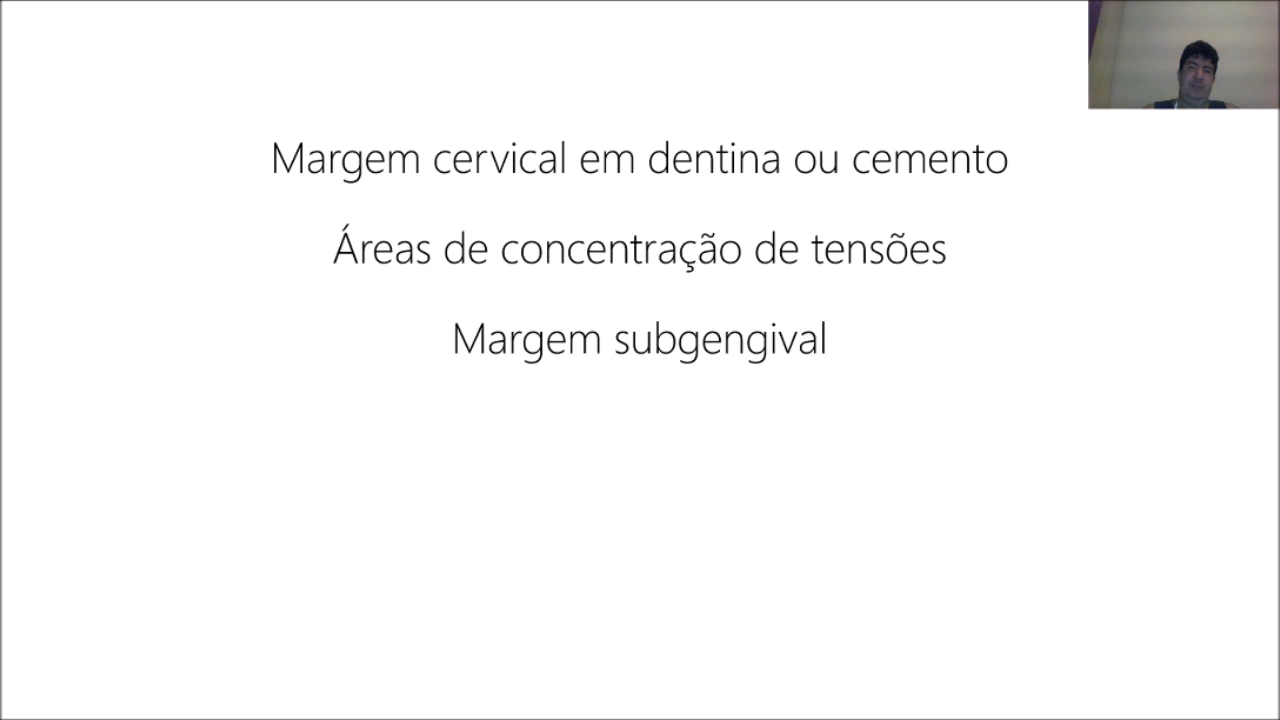 Margem cervical em dentina ou cemento
Áreas de concentração de tensões
Margem subgengival